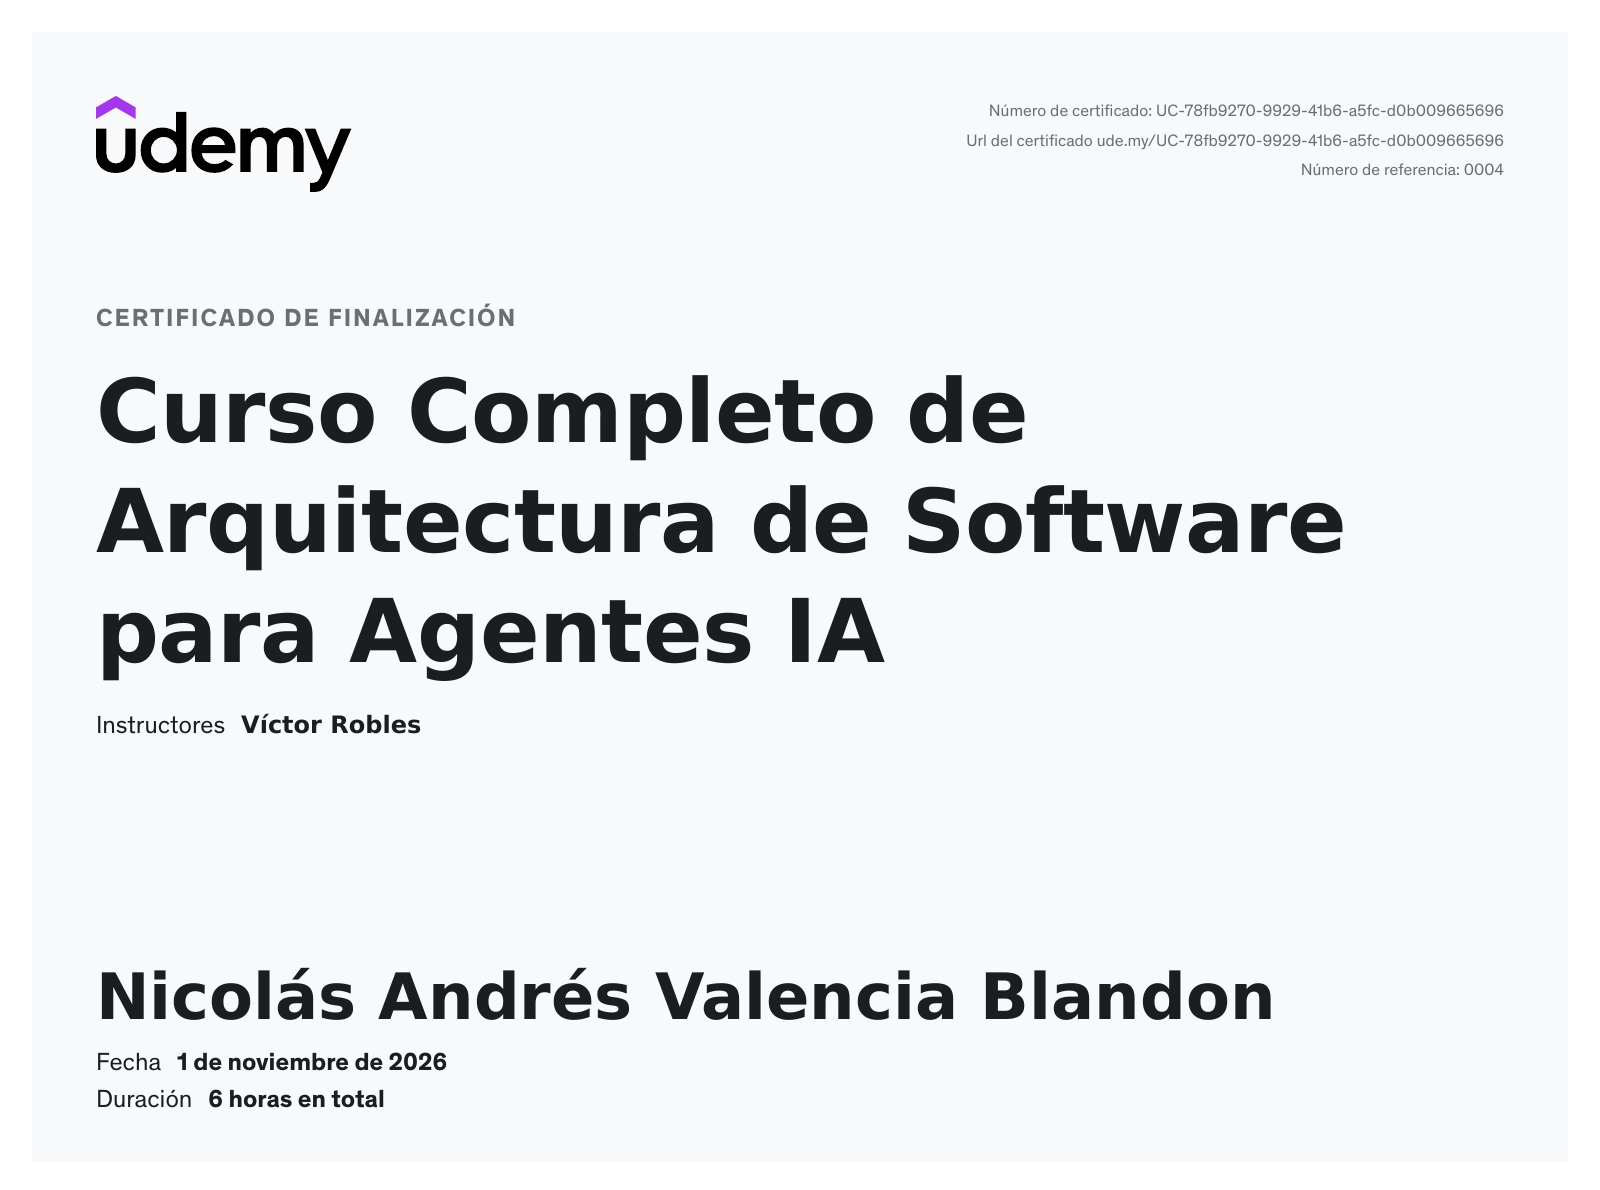 udemy
Número de certificado: UC-78fb9270-9929-41b6-a5fc-d0b009665696
Url del certificado ude.my/UC-78fb9270-9929-41b6-a5fc-d0b009665696
Número de referencia: 0004
CERTIFICADO DE FINALIZACIÓN
Curso Completo de
Arquitectura de Software
para Agentes IA
Instructores Víctor Robles
Nicolás Andrés Valencia Blandon
Fecha 1 de noviembre de 2026
Duración 6 horas en total